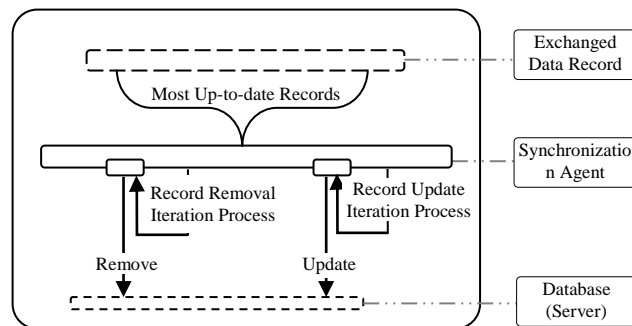 Exchanged
Data Record
Most Up-to-date Records
Synchronizatio
n Agent
Record Removal
Iteration Process
Record Update
Iteration Process
Remove
Update
Database
(Server)